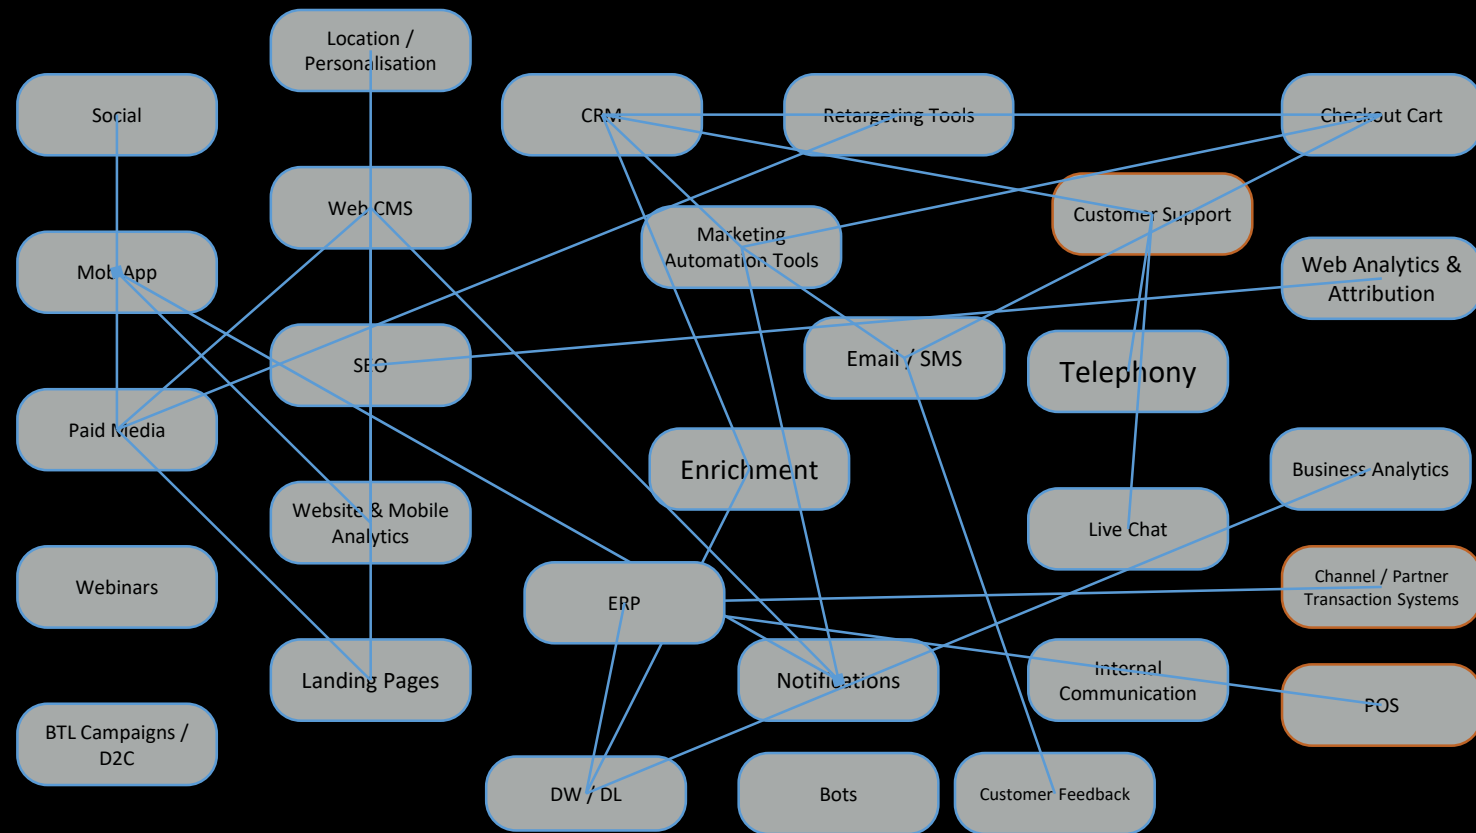 Location /
Personalisation
Social
CRM
Retargeting Tools
Checkout Cart
Web CMS
Customer Support
Marketing
Automation Tools
Mob App
Web Analytics &
Attribution
SEO
Email / SMS
Telephony
Paid Media
Enrichment
Business Analytics
Website & Mobile
Analytics
Live Chat
Webinars
ERP
Channel / Partner
Transaction Systems
Landing Pages
Notifications
Internal
Communication
POS
BTL Campaigns /
D2C
DW / DL
Bots
Customer Feedback